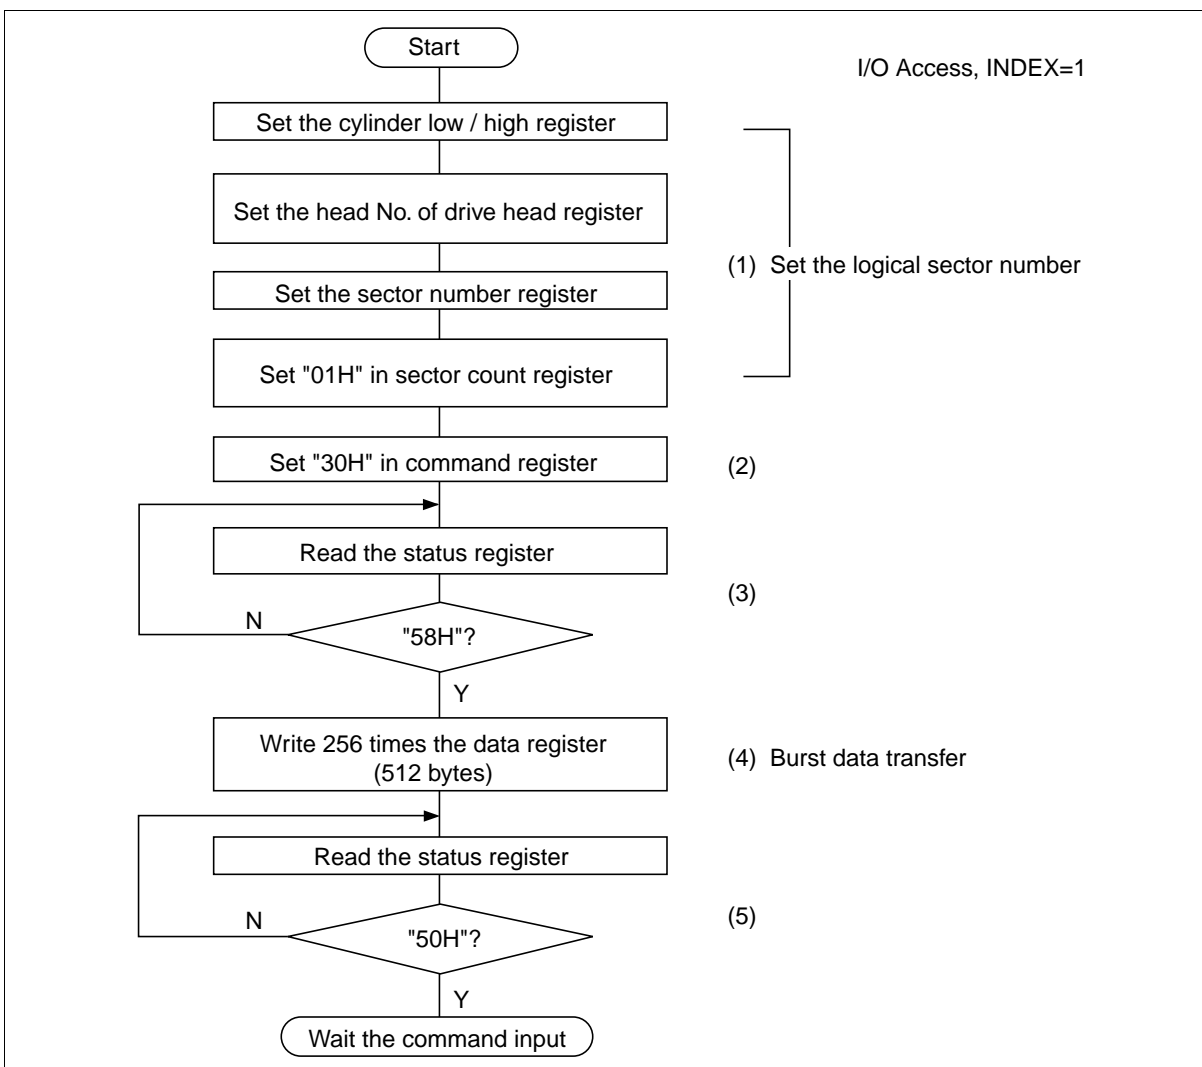 Start
I/O Access, INDEX=1
Set the cylinder low / high register
Set the head No. of drive head register
(1) Set the logical sector number
Set the sector number register
Set "01H" in sector count register
Set "30H" in command register
(2)
Read the status register
(3)
N
"58H"?
Y
Write 256 times the data register
(512 bytes)
(4) Burst data transfer
Read the status register
N
(5)
"50H"?
Y
Wait the command input